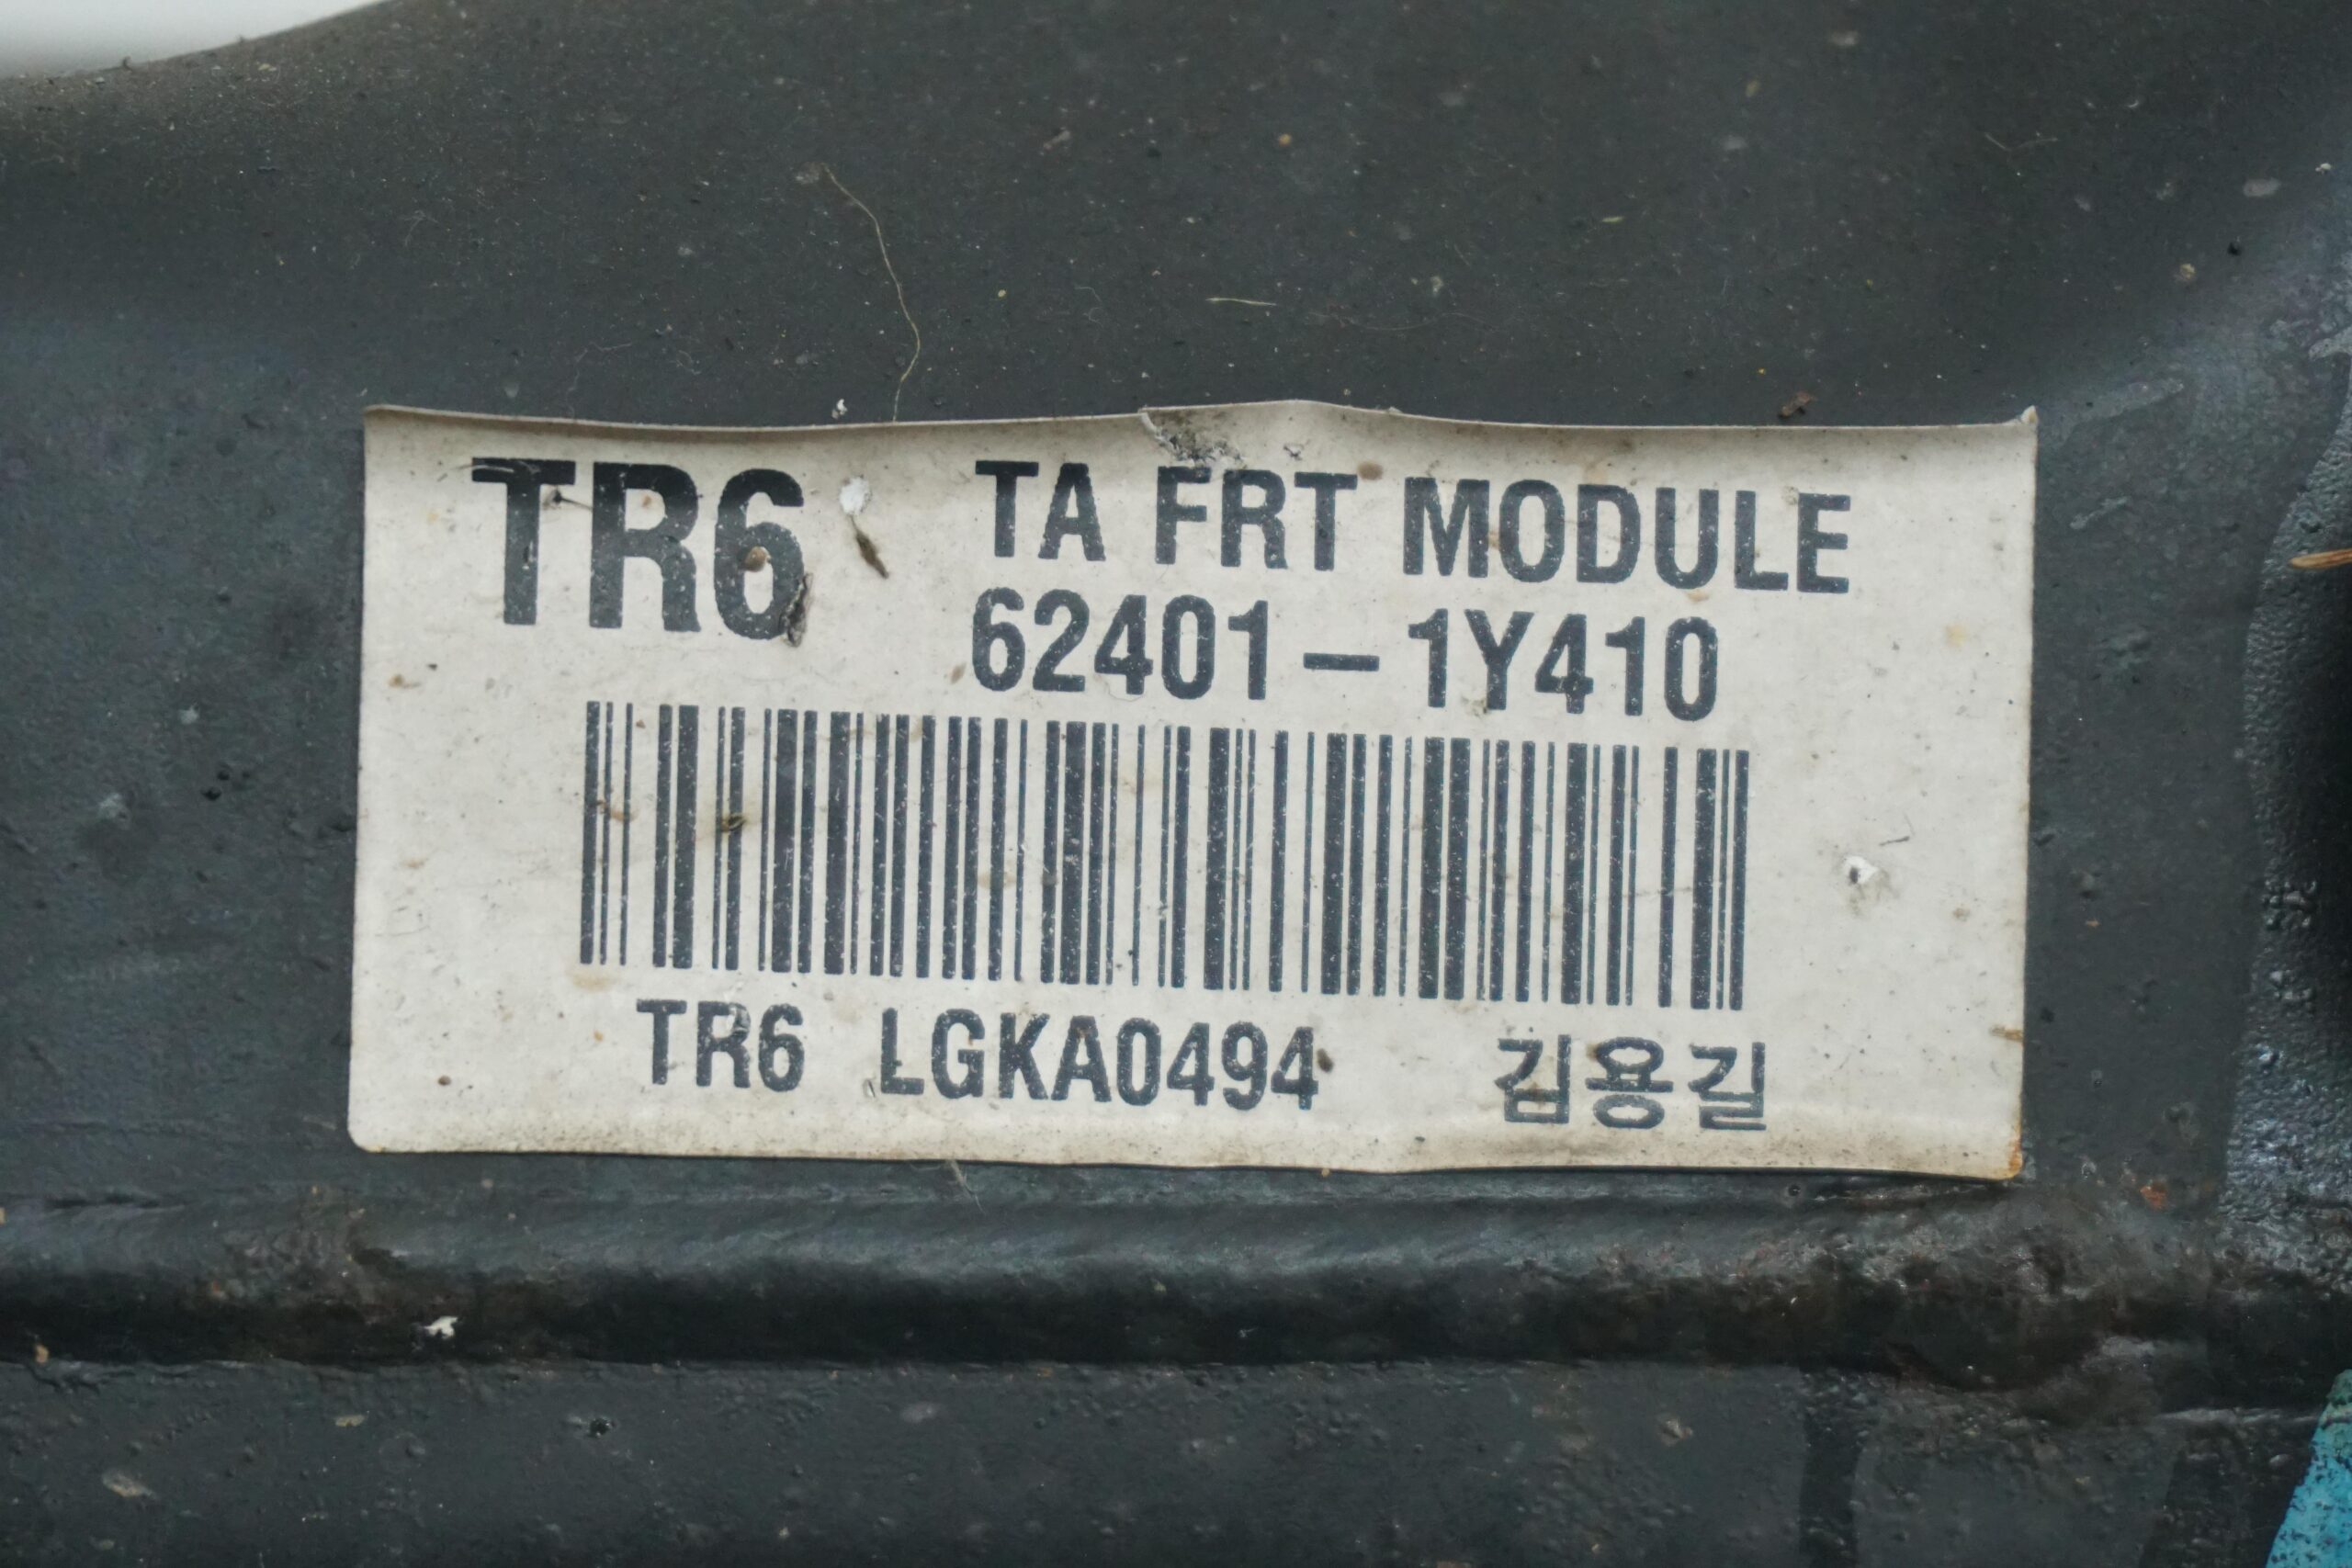 TR6 TA FRT MODULE
62401-1Y410
TR6 LGKA0494 김용길